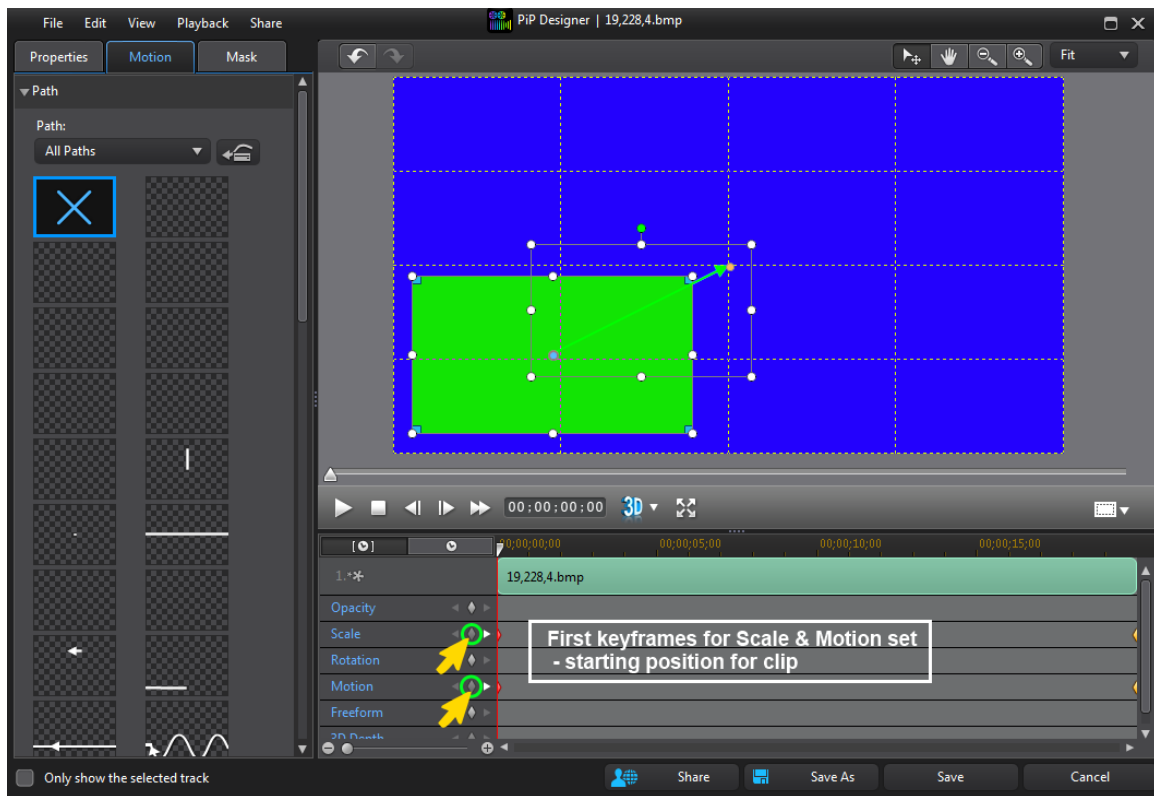 File Edit View Playback Share
PiP Designer | 19,228,4.bmp
Properties Motion Mask
Fit
Path
Path:
All Paths
00;00;00;00
3D
00;00;00;00 00;00;05;00 00;00;10;00 00;00;15;00
1.
19,228,4.bmp
Opacity
Scale
First keyframes for Scale & Motion set
- starting position for clip
Rotation
Motion
Freeform
3D Depth
Only show the selected track
Share Save As Save Cancel